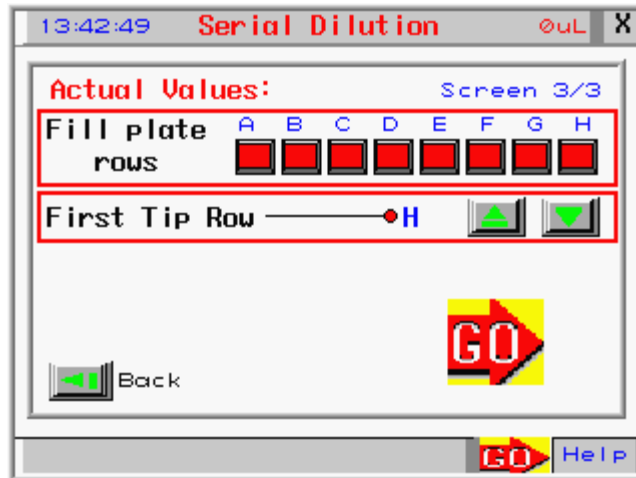 13:42:49 Serial Dilution 0uL X
Actual Values: Screen 3/3
A B C D E F G H
Fill plate
rows
First Tip Row H
GO
Back
GO Help